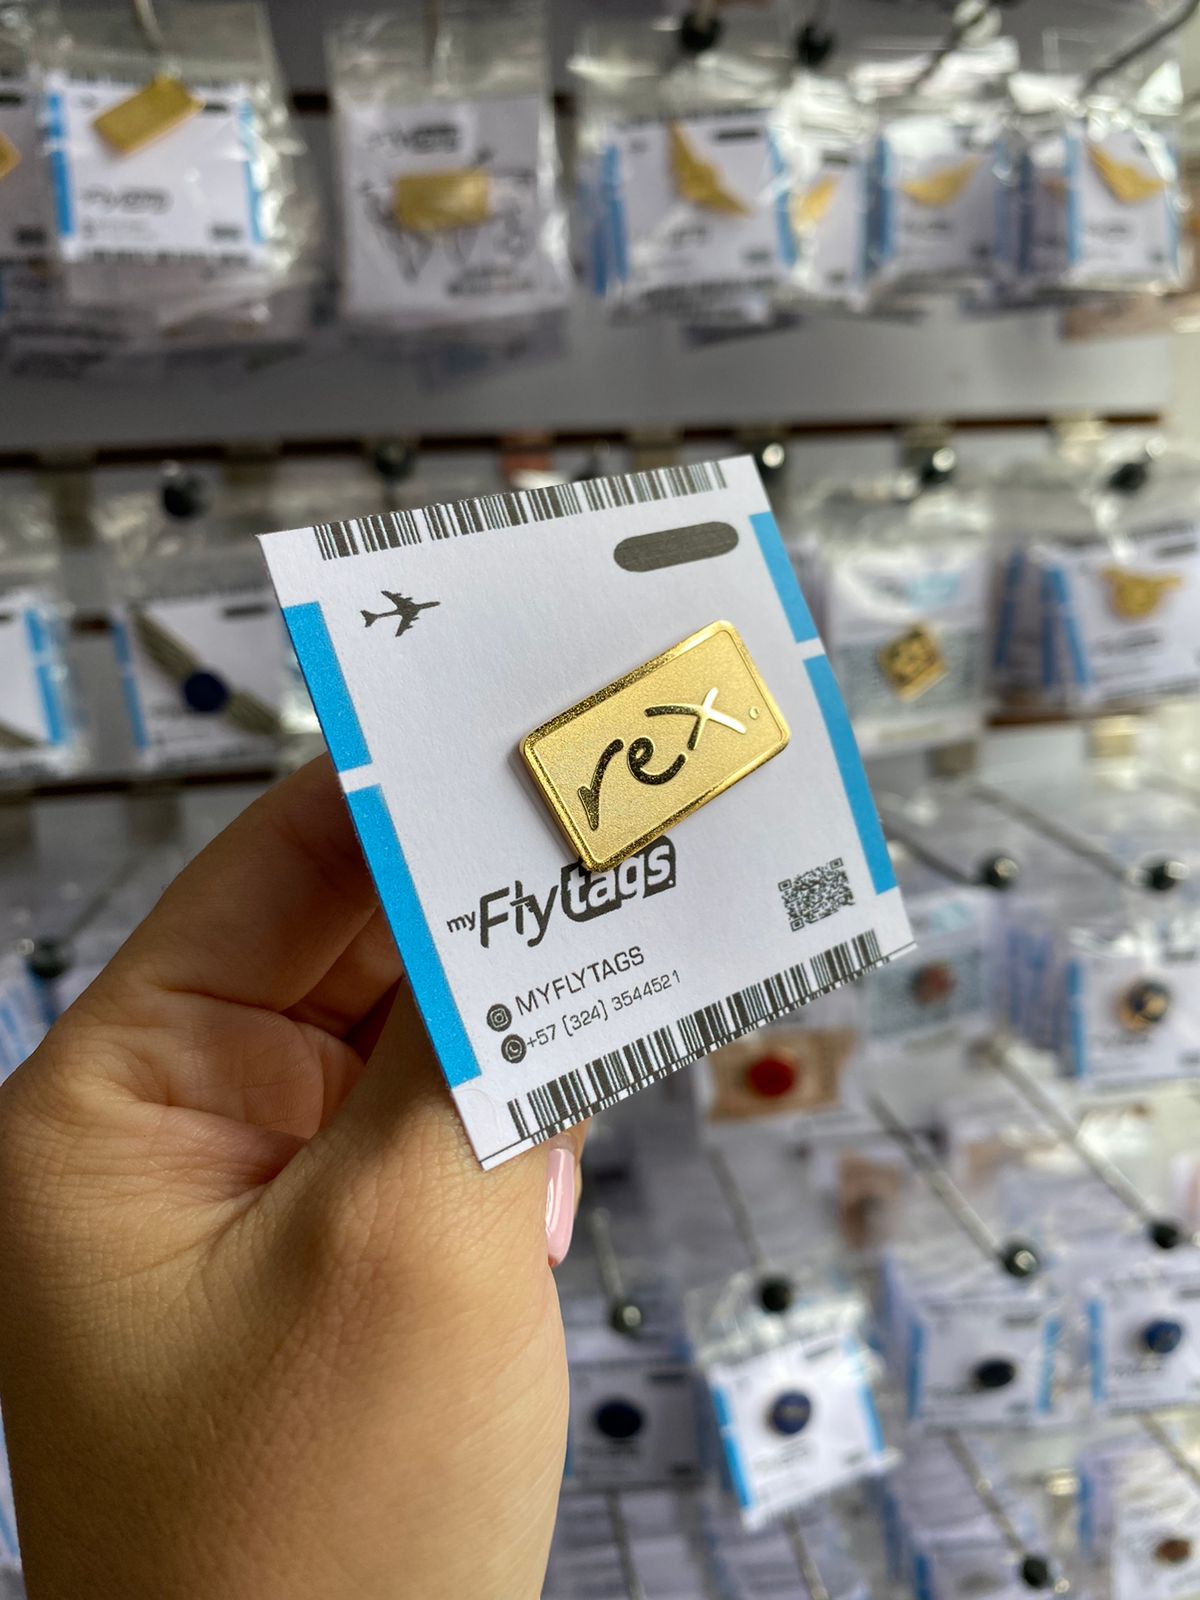 rex
myFlytags
MYFLYTAGS
+57 (324) 3544521